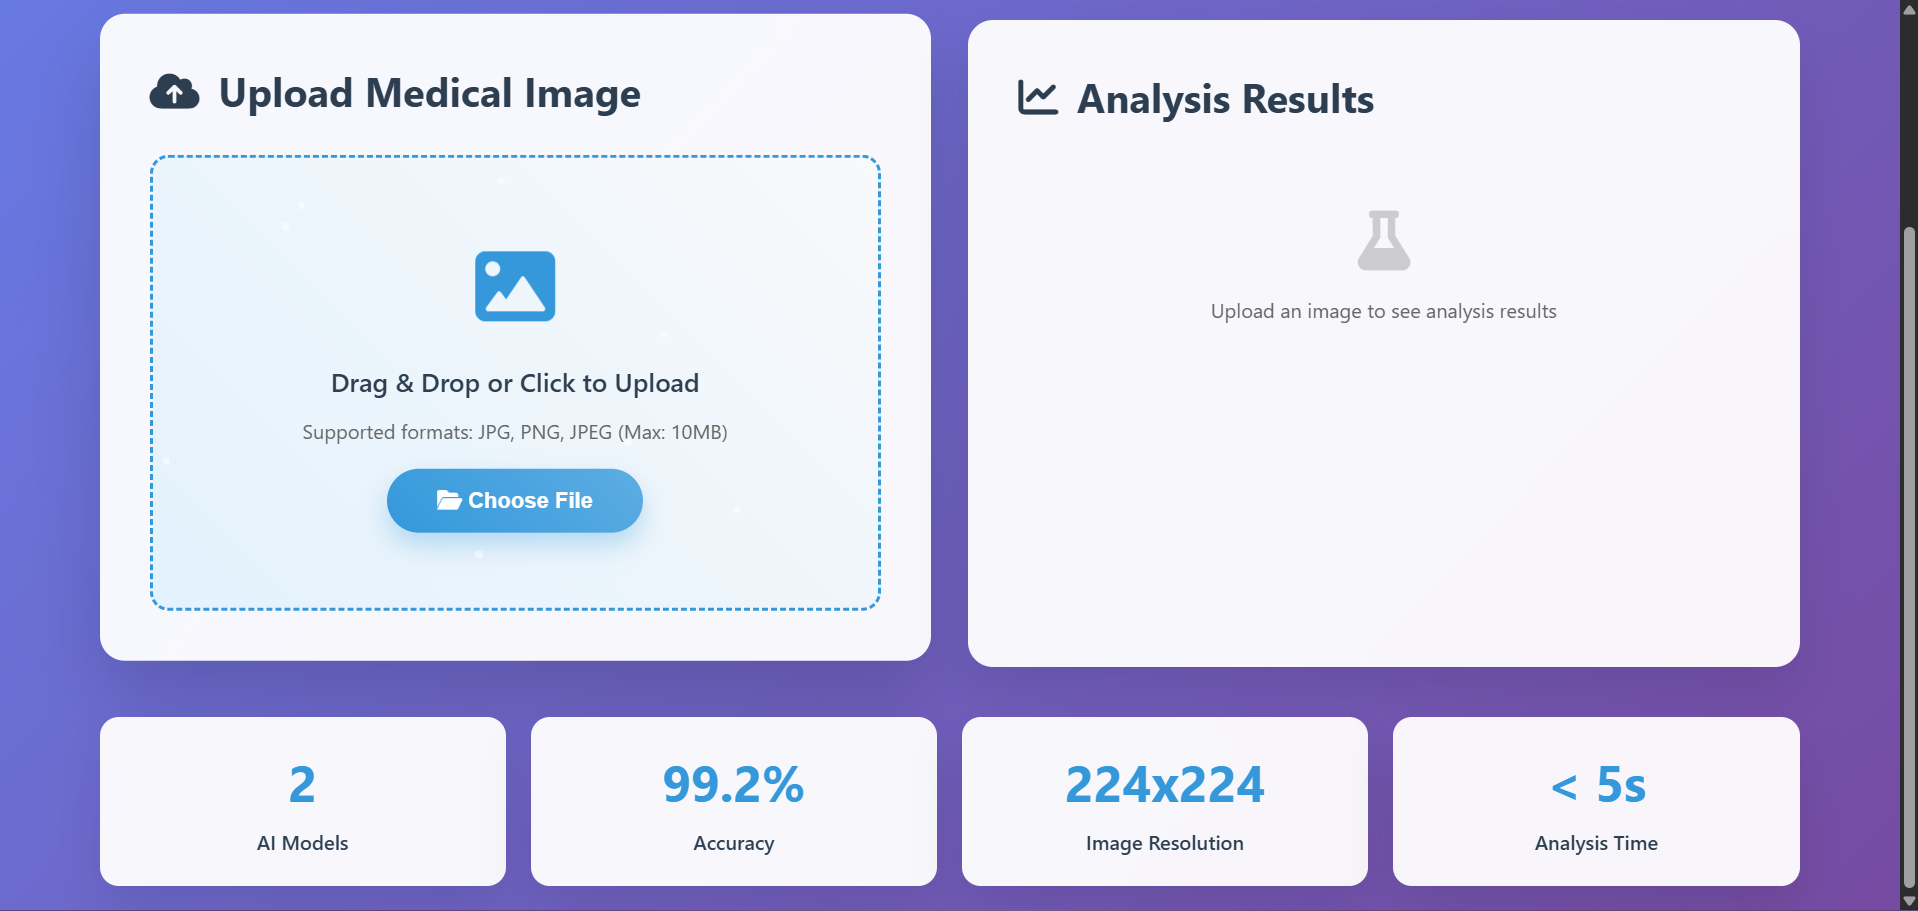 Upload Medical Image
Drag & Drop or Click to Upload
Supported formats: JPG, PNG, JPEG (Max: 10MB)
Choose File
Analysis Results
Upload an image to see analysis results
2
AI Models
99.2%
Accuracy
224x224
Image Resolution
< 5s
Analysis Time